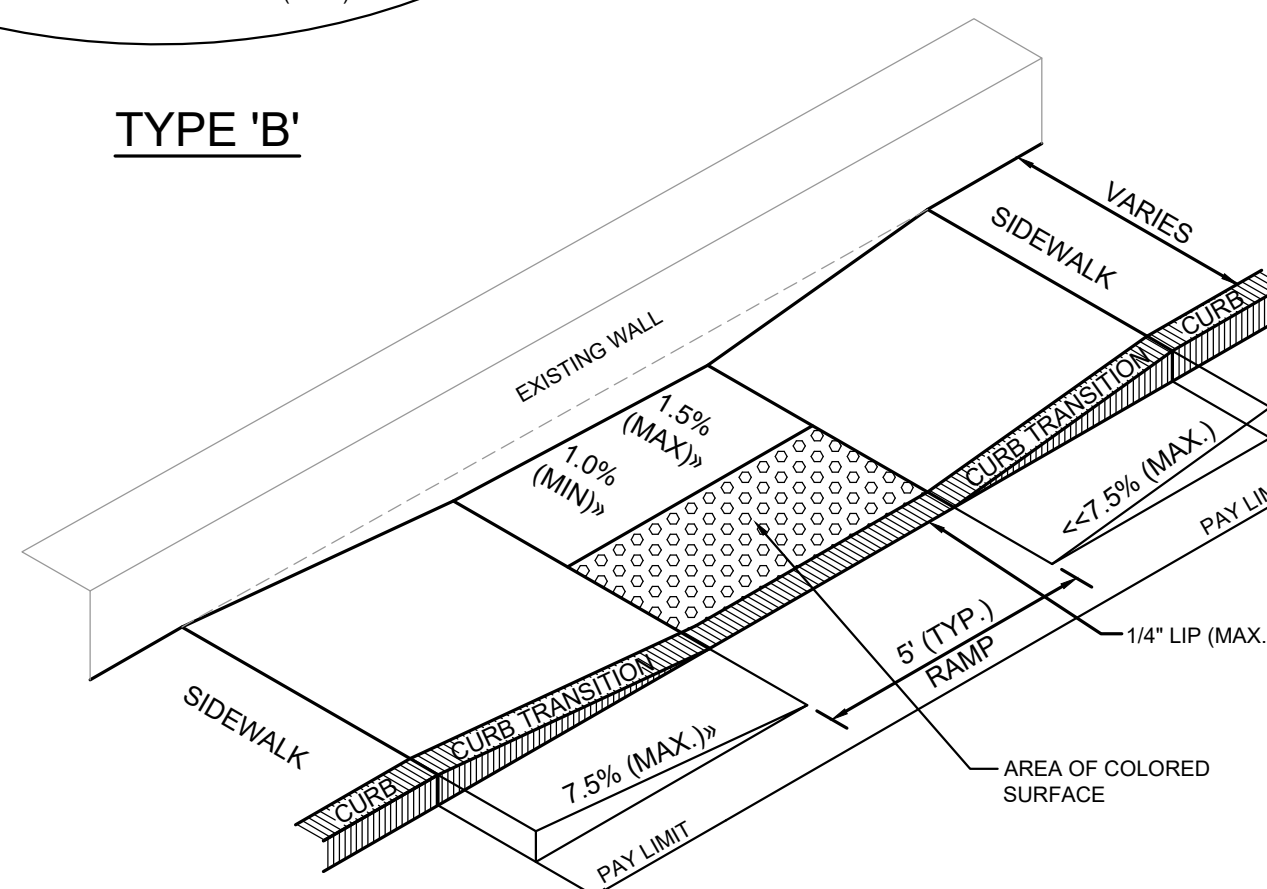 TYPE 'B'
VARIES
SIDEWALK
CURB
EXISTING WALL
1.5%
(MAX)»
1.0%
(MIN)»
CURB TRANSITION
<<7.5% (MAX.)
PAY LIM
1/4" LIP (MAX.
5' (TYP.)
RAMP
SIDEWALK
CURB TRANSITION
CURB
7.5% (MAX.)»
AREA OF COLORED
SURFACE
PAY LIMIT